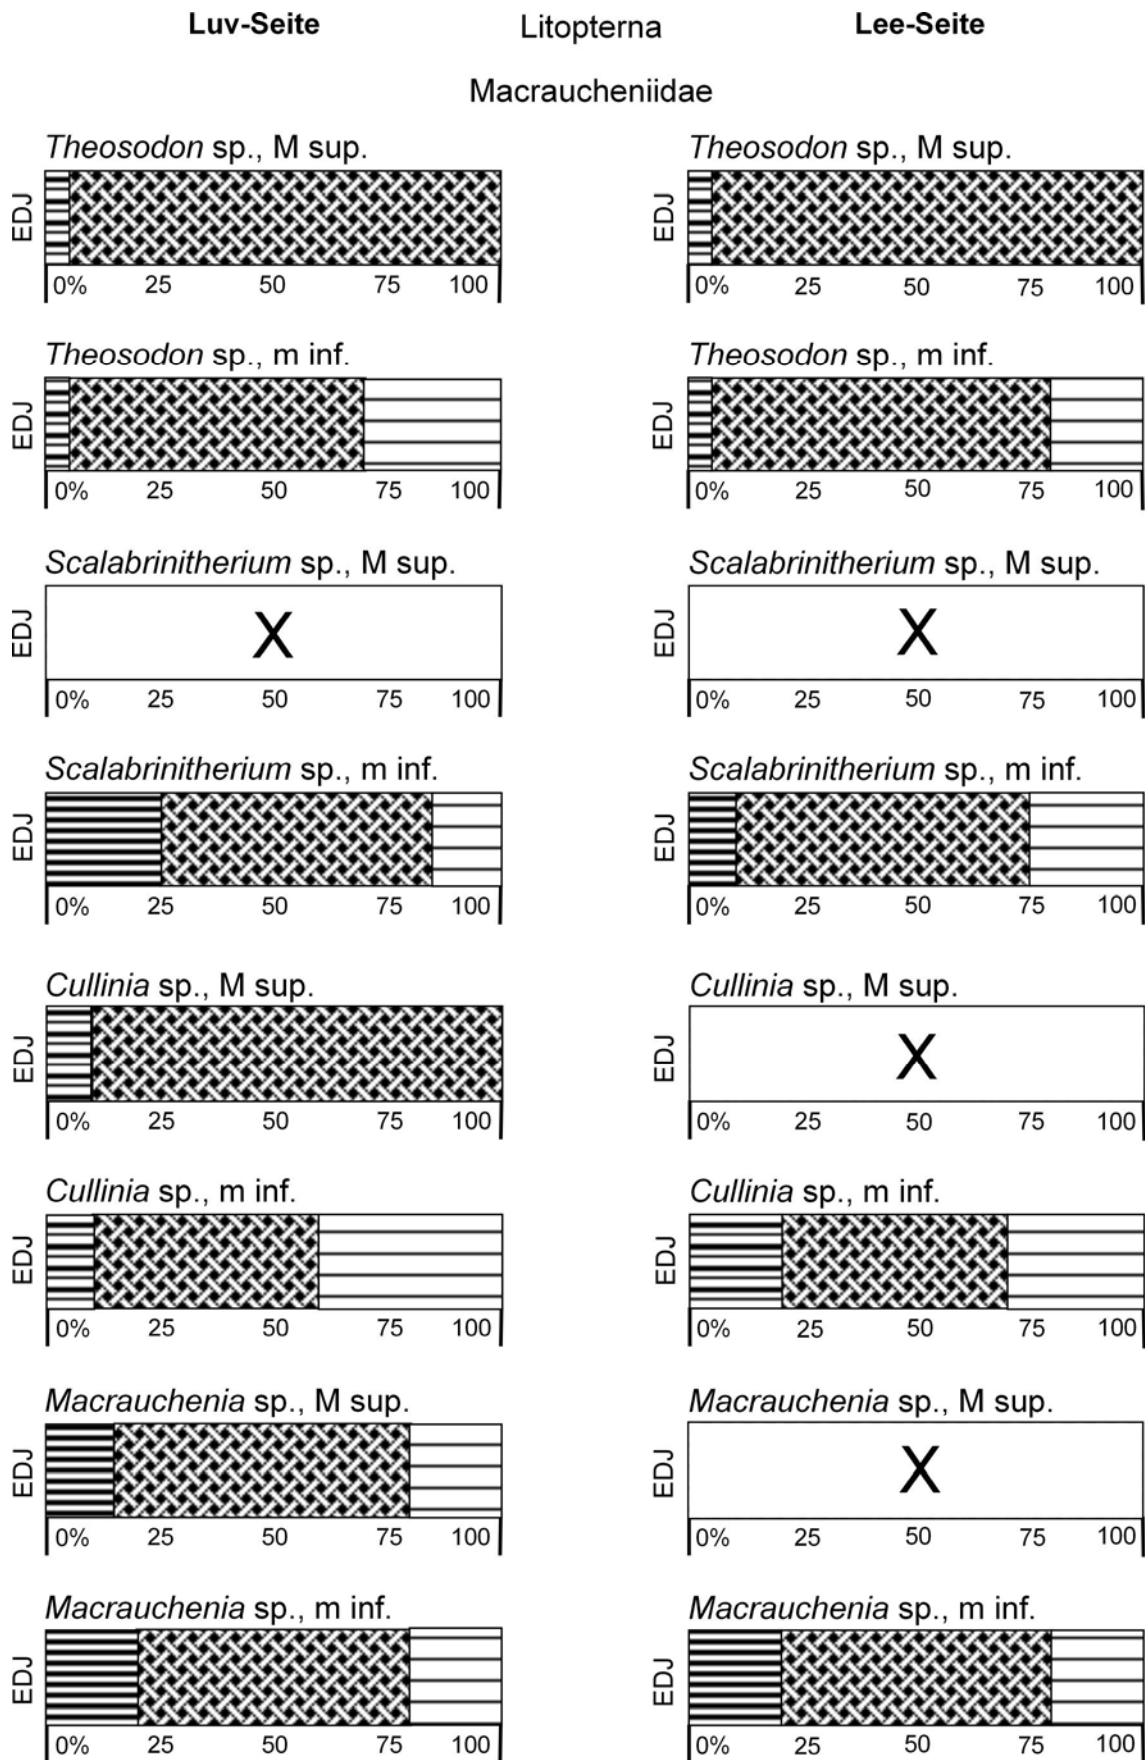 Luv-Seite Litopterna Lee-Seite
Macraucheniidae
Theosodon sp., M sup. Theosodon sp., M sup.
EDJ EDJ
0% 25 50 75 100 0% 25 50 75 100
Theosodon sp., m inf. Theosodon sp., m inf.
EDJ EDJ
0% 25 50 75 100 0% 25 50 75 100
Scalabrinitherium sp., M sup. Scalabrinitherium sp., M sup.
EDJ X EDJ X
0% 25 50 75 100 0% 25 50 75 100
Scalabrinitherium sp., m inf. Scalabrinitherium sp., m inf.
EDJ EDJ
0% 25 50 75 100 0% 25 50 75 100
Cullinia sp., M sup. Cullinia sp., M sup.
EDJ EDJ X
0% 25 50 75 100 0% 25 50 75 100
Cullinia sp., m inf. Cullinia sp., m inf.
EDJ EDJ
0% 25 50 75 100 0% 25 50 75 100
Macrauchenia sp., M sup. Macrauchenia sp., M sup.
EDJ EDJ X
0% 25 50 75 100 0% 25 50 75 100
Macrauchenia sp., m inf. Macrauchenia sp., m inf.
EDJ EDJ
0% 25 50 75 100 0% 25 50 75 100